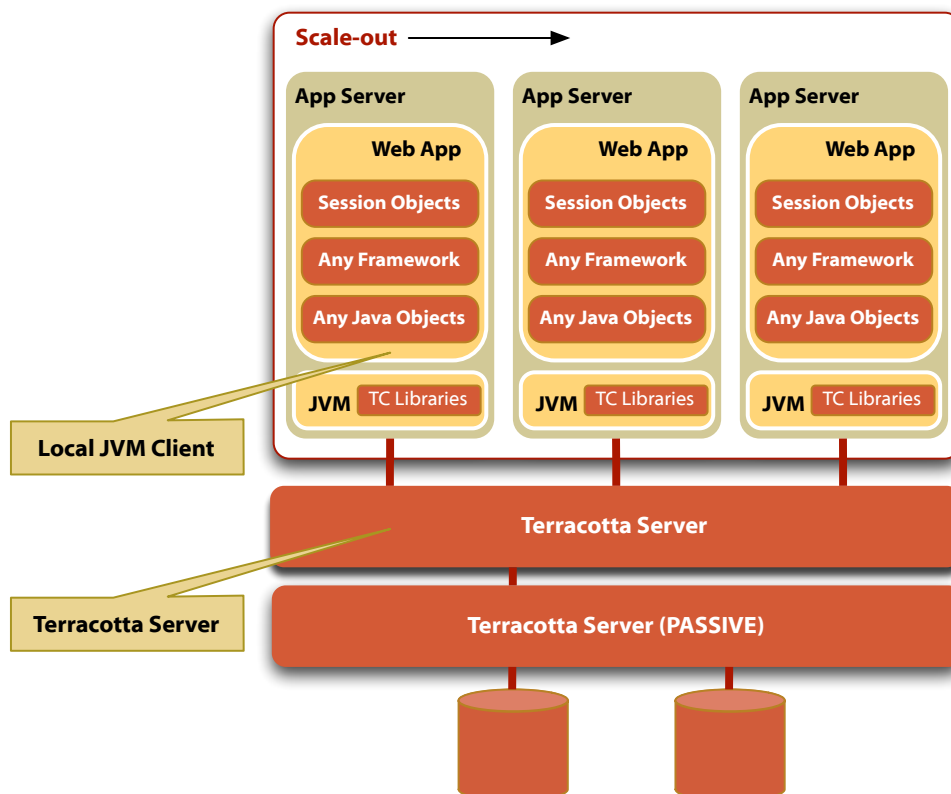 Scale-out
App Server
App Server
App Server
Web App
Web App
Web App
Session Objects
Session Objects
Session Objects
Any Framework
Any Framework
Any Framework
Any Java Objects
Any Java Objects
Any Java Objects
JVM
TC Libraries
JVM
TC Libraries
JVM
TC Libraries
Local JVM Client
Terracotta Server
Terracotta Server
Terracotta Server (PASSIVE)